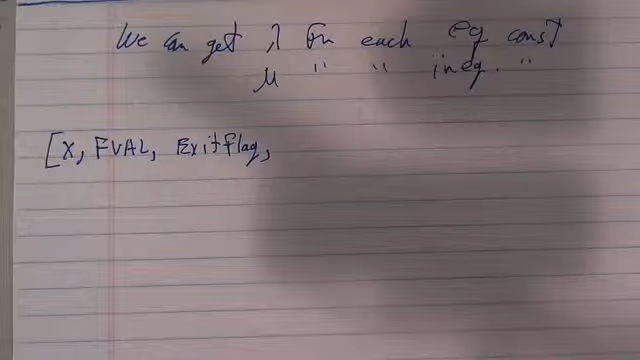 We can get λ for each eq const
μ " " ineq. "
[X, FVAL, ExitFlag,